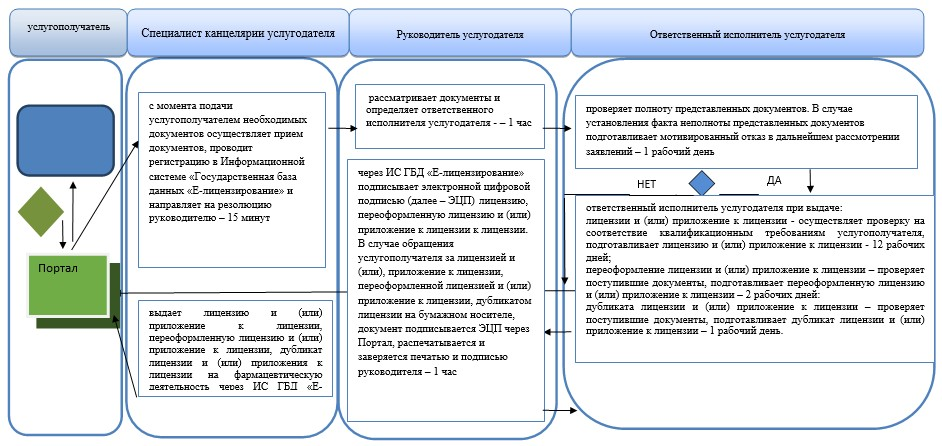 услугополучатель
Специалист канцелярии услугодателя
Руководитель услугодателя
Ответственный исполнитель услугодателя
Портал
с момента подачи
услугополучателем необходимых
документов осуществляет прием
документов, проводит
регистрацию в Информационной
системе «Государственная база
данных «Е-лицензирование» и
направляет на резолюцию
руководителю – 15 минут
выдает лицензию и (или)
приложение к лицензии,
переоформленную лицензию и (или)
приложение к лицензии, дубликат
лицензии и (или) приложения к
лицензии на фармацевтическую
деятельность через ИС ГБД «Е-
рассматривает документы и
определяет ответственного
исполнителя услугодателя - – 1 час
через ИС ГБД «Е-лицензирование»
подписывает электронной цифровой
подписью (далее – ЭЦП) лицензию,
переоформленную лицензию и (или)
приложение к лицензии к лицензии.
В случае обращения
услугополучателя за лицензией и
(или), приложение к лицензии,
переоформленной лицензией и (или)
приложение к лицензии, дубликатом
лицензии на бумажном носителе,
документ подписывается ЭЦП через
Портал, распечатывается и
заверяется печатью и подписью
руководителя – 1 час
проверяет полноту представленных документов. В случае
установления факта неполноты представленных документов
подготавливает мотивированный отказ в дальнейшем рассмотрении
заявлений – 1 рабочий день
НЕТ
ДА
ответственный исполнитель услугодателя при выдаче:
лицензии и (или) приложение к лицензии - осуществляет проверку на
соответствие квалификационным требованиям услугополучателя,
подготавливает лицензию и (или) приложение к лицензии - 12 рабочих
дней;
переоформление лицензии и (или) приложение к лицензии – проверяет
поступившие документы, подготавливает переоформленную лицензию
и (или) приложение к лицензии – 2 рабочих дней:
дубликата лицензии и (или) приложение к лицензии – проверяет
поступившие документы, подготавливает дубликат лицензии и (или)
приложение к лицензии – 1 рабочий день.